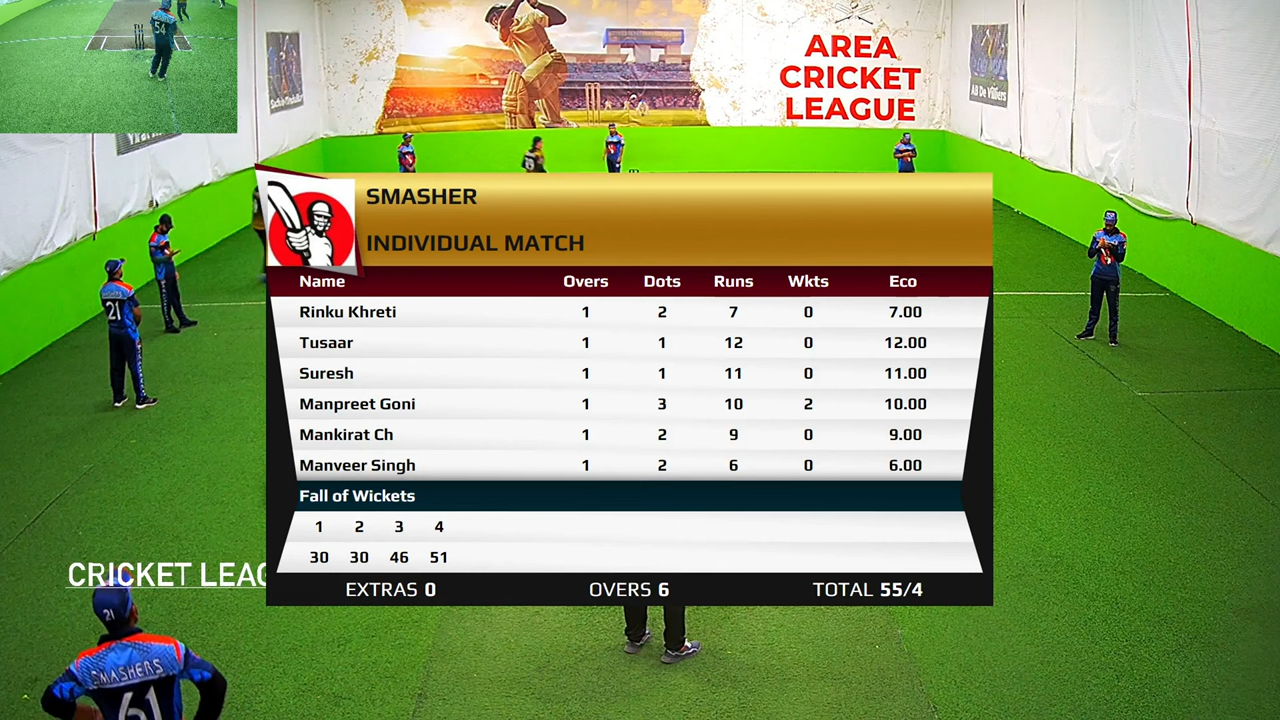 54
AREA
CRICKET
LEAGUE
AB De Villiers
SMASHER
INDIVIDUAL MATCH
Name Overs Dots Runs Wkts Eco
Rinku Khreti 1 2 7 0 7.00
Tusaar 1 1 12 0 12.00
Suresh 1 1 11 0 11.00
Manpreet Goni 1 3 10 2 10.00
Mankirat Ch 1 2 9 0 9.00
Manveer Singh 1 2 6 0 6.00
Fall of Wickets
1 2 3 4
30 30 46 51
EXTRAS 0 OVERS 6 TOTAL 55/4
21
CRICKET LEAG
21
SMASHERS
61